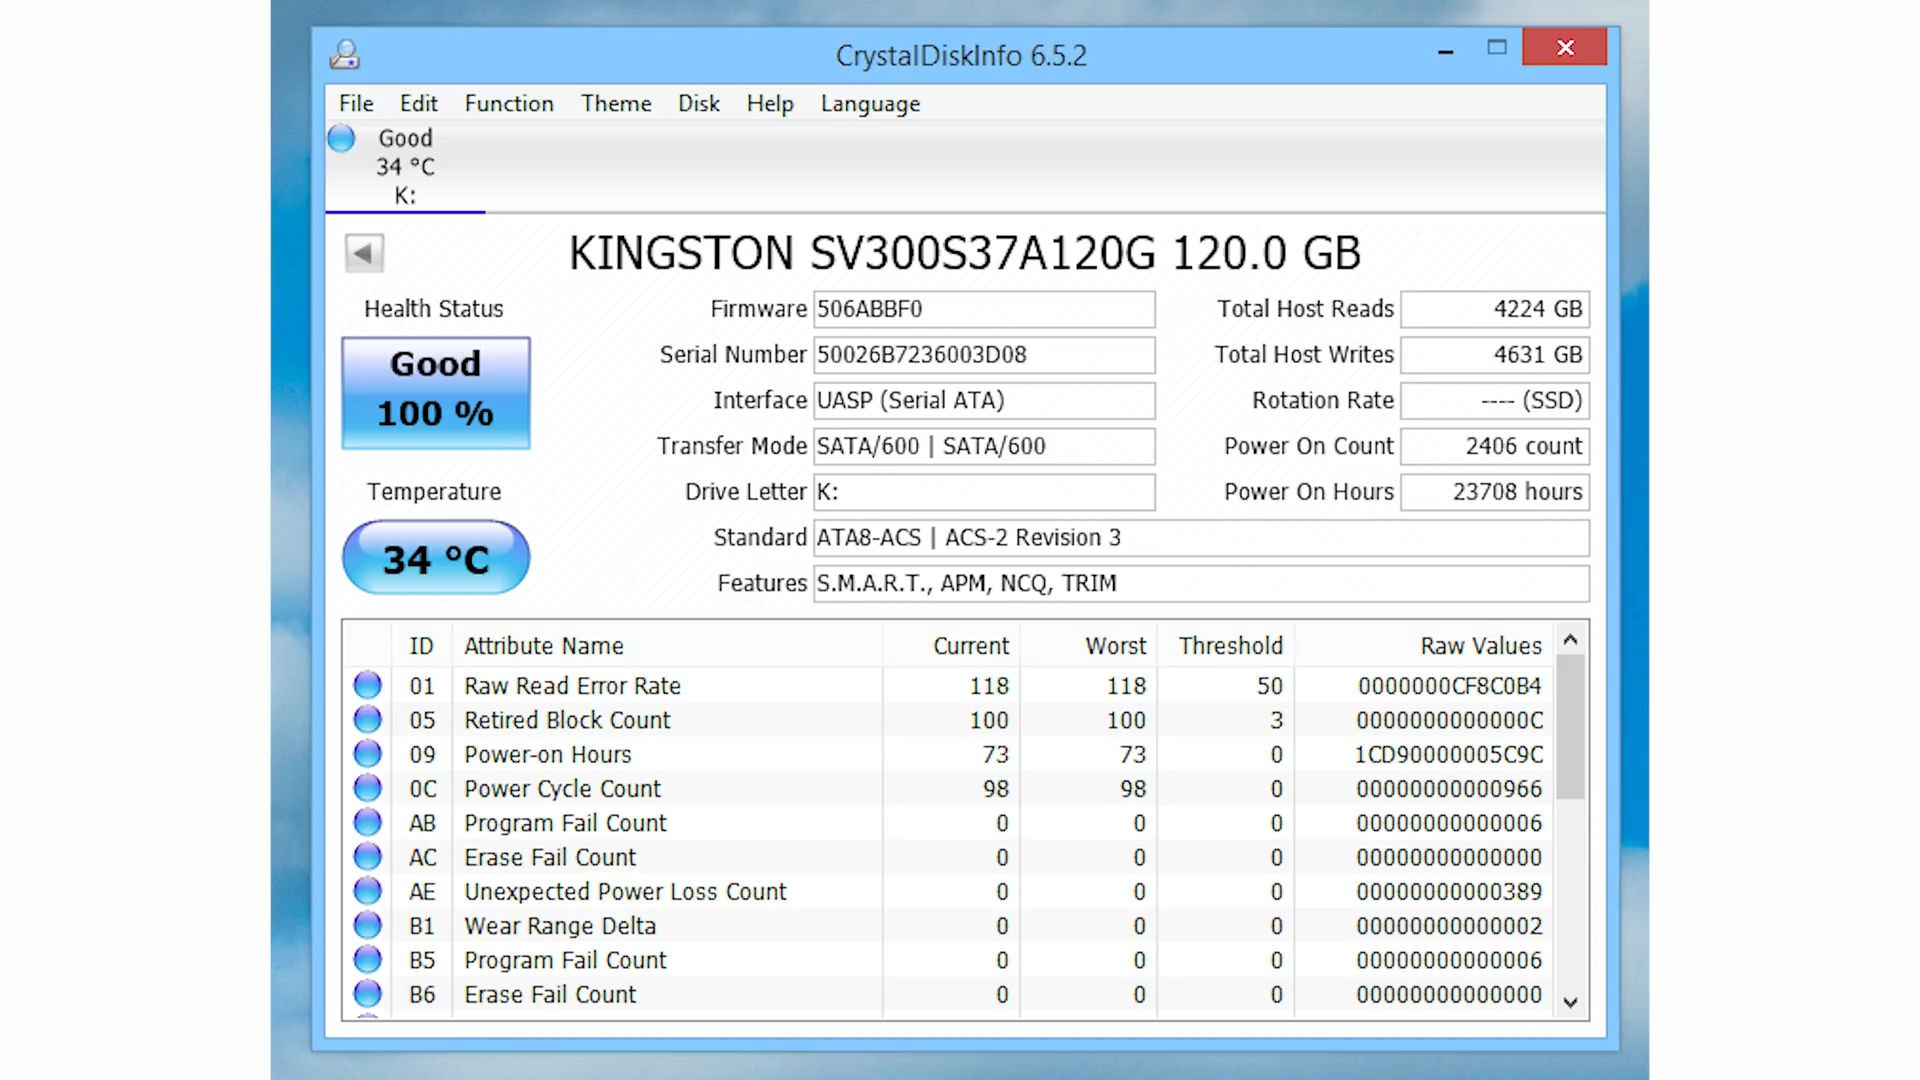 CrystalDiskInfo 6.5.2
File Edit Function Theme Disk Help Language
Good
34 °C
K:
KINGSTON SV300S37A120G 120.0 GB
Health Status
Good
100 %
Temperature
34 °C
Firmware 506ABBF0
Serial Number 50026B7236003D08
Interface UASP (Serial ATA)
Transfer Mode SATA/600 | SATA/600
Drive Letter K:
Standard ATA8-ACS | ACS-2 Revision 3
Features S.M.A.R.T., APM, NCQ, TRIM
Total Host Reads 4224 GB
Total Host Writes 4631 GB
Rotation Rate ---- (SSD)
Power On Count 2406 count
Power On Hours 23708 hours
ID Attribute Name Current Worst Threshold Raw Values
01 Raw Read Error Rate 118 118 50 0000000CF8C0B4
05 Retired Block Count 100 100 3 0000000000000C
09 Power-on Hours 73 73 0 1CD90000005C9C
0C Power Cycle Count 98 98 0 00000000000966
AB Program Fail Count 0 0 0 00000000000006
AC Erase Fail Count 0 0 0 00000000000000
AE Unexpected Power Loss Count 0 0 0 00000000000389
B1 Wear Range Delta 0 0 0 00000000000002
B5 Program Fail Count 0 0 0 00000000000006
B6 Erase Fail Count 0 0 0 00000000000000